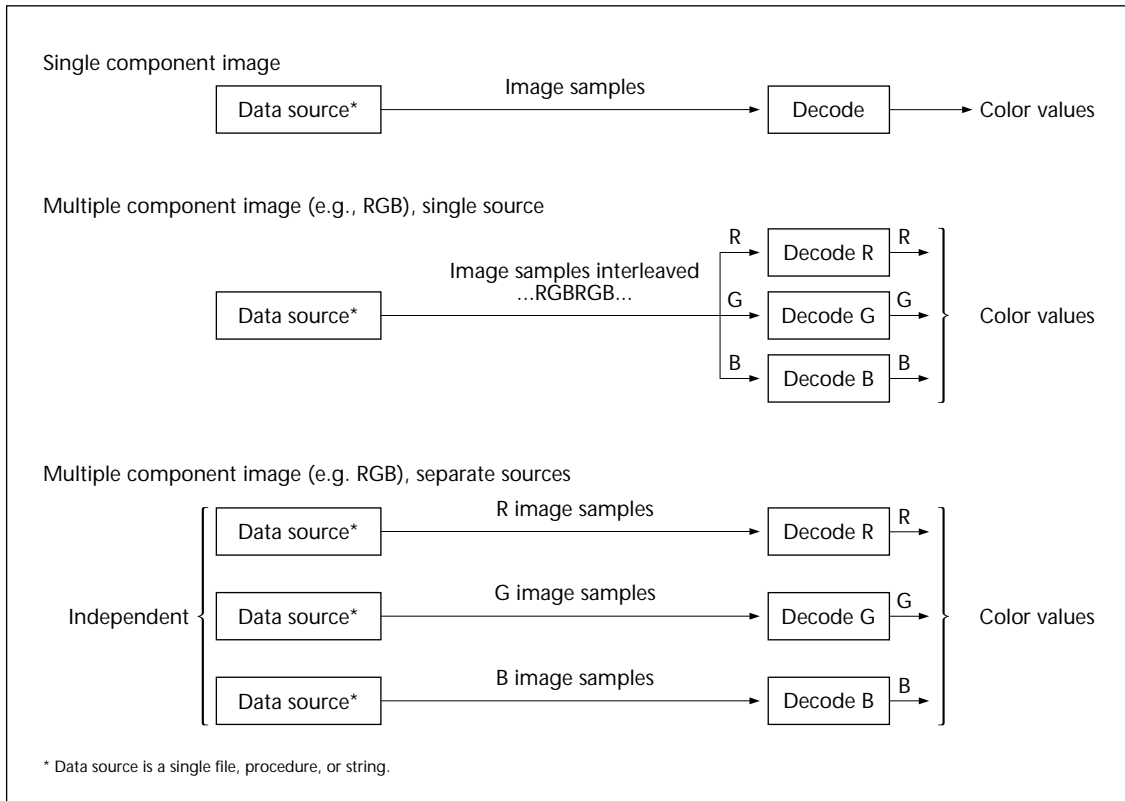 Single component image
Data source*
Image samples
Decode
Color values
Multiple component image (e.g., RGB), single source
Data source*
Image samples interleaved
...RGBRGB...
R
Decode R
R
G
Decode G
G
B
Decode B
B
Color values
Multiple component image (e.g. RGB), separate sources
Independent
Data source*
R image samples
Decode R
R
Data source*
G image samples
Decode G
G
Data source*
B image samples
Decode B
B
Color values
* Data source is a single file, procedure, or string.